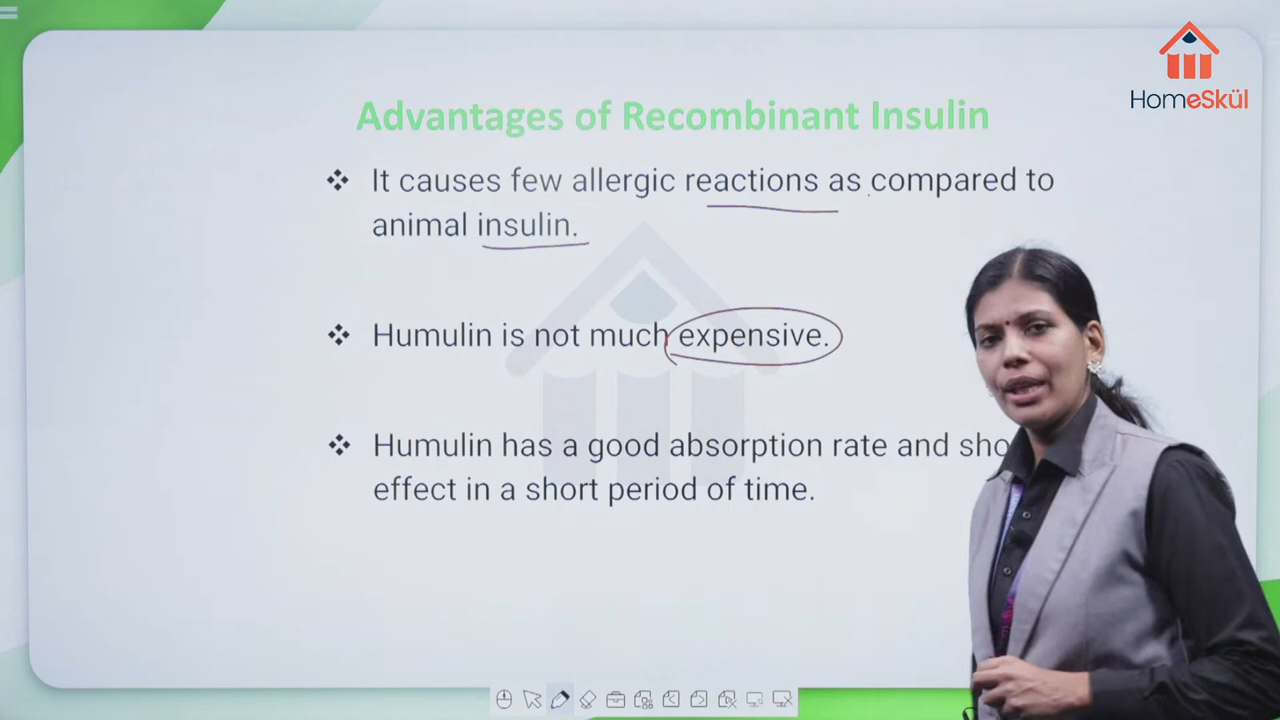 HomeSkül
Advantages of Recombinant Insulin
It causes few allergic reactions as compared to
animal insulin.
Humulin is not much expensive.
Humulin has a good absorption rate and
effect in a short period of time.